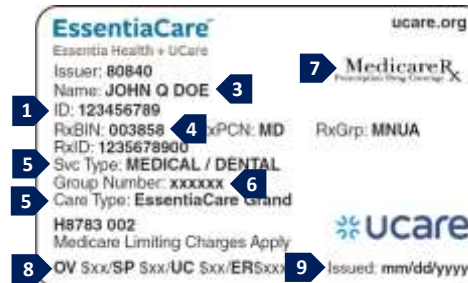 EssentiaCare
ucare.org
Essentia Health + UCare
Issuer: 80840
7 MedicareRx
Prescription Drug Coverage
Name: JOHN Q DOE 3
1 ID: 123456789
RxBIN: 003858 4 xPCN: MD RxGrp: MNUA
RxID: 1235678900
5 Svc Type: MEDICAL / DENTAL
Group Number: xxxxxx 6
5 Care Type: EssentiaCare Grand
H8783 002
ucare
Medicare Limiting Charges Apply
8 OV $xx/SP $xx/UC $xx/ER$xxx 9 Issued: mm/dd/yyyy